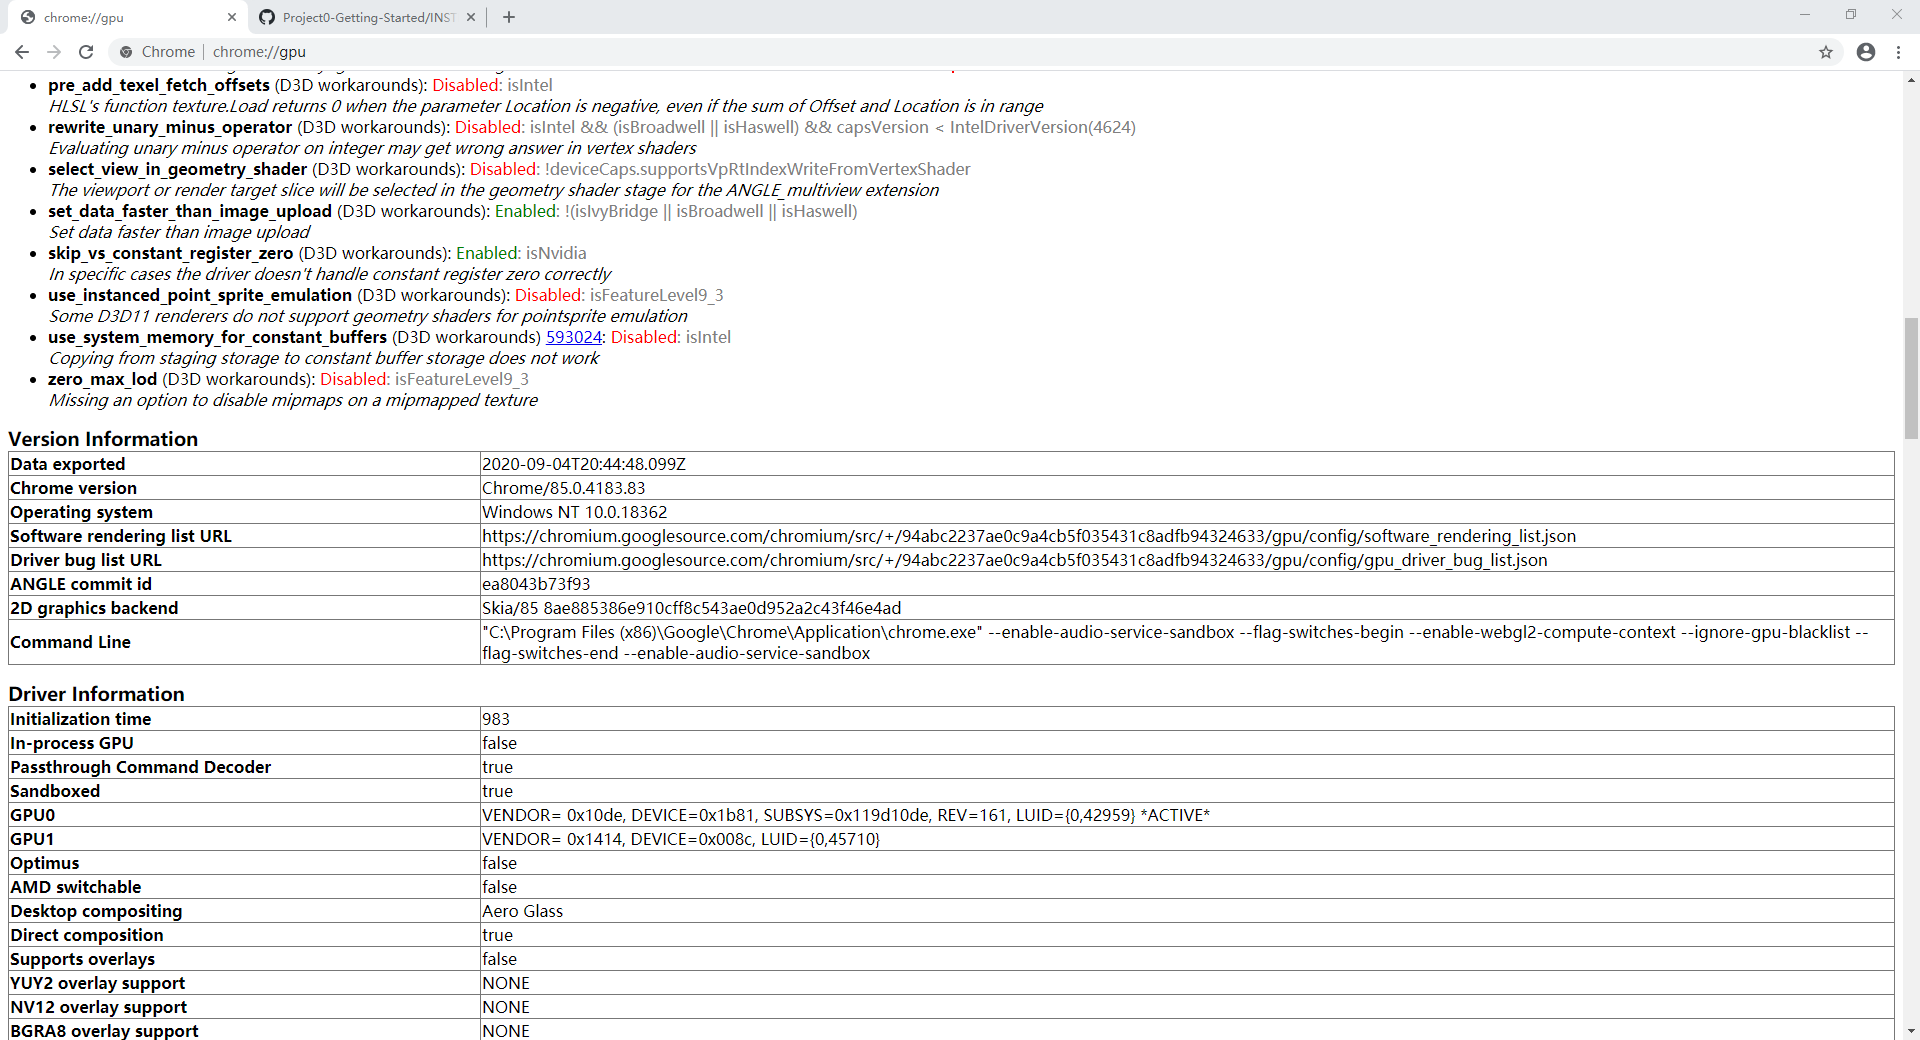 chrome://gpu
Project0-Getting-Started/INST
Chrome | chrome://gpu
pre_add_texel_fetch_offsets (D3D workarounds): Disabled: isIntel
HLSL's function texture.Load returns 0 when the parameter Location is negative, even if the sum of Offset and Location is in range
rewrite_unary_minus_operator (D3D workarounds): Disabled: isIntel && (isBroadwell || isHaswell) && capsVersion < IntelDriverVersion(4624)
Evaluating unary minus operator on integer may get wrong answer in vertex shaders
select_view_in_geometry_shader (D3D workarounds): Disabled: !deviceCaps.supportsVpRtIndexWriteFromVertexShader
The viewport or render target slice will be selected in the geometry shader stage for the ANGLE_multiview extension
set_data_faster_than_image_upload (D3D workarounds): Enabled: !(isIvyBridge || isBroadwell || isHaswell)
Set data faster than image upload
skip_vs_constant_register_zero (D3D workarounds): Enabled: isNvidia
In specific cases the driver doesn't handle constant register zero correctly
use_instanced_point_sprite_emulation (D3D workarounds): Disabled: isFeatureLevel9_3
Some D3D11 renderers do not support geometry shaders for pointsprite emulation
use_system_memory_for_constant_buffers (D3D workarounds) 593024: Disabled: isIntel
Copying from staging storage to constant buffer storage does not work
zero_max_lod (D3D workarounds): Disabled: isFeatureLevel9_3
Missing an option to disable mipmaps on a mipmapped texture
Version Information
Data exported 2020-09-04T20:44:48.099Z
Chrome version Chrome/85.0.4183.83
Operating system Windows NT 10.0.18362
Software rendering list URL https://chromium.googlesource.com/chromium/src/+/94abc2237ae0c9a4cb5f035431c8adfb94324633/gpu/config/software_rendering_list.json
Driver bug list URL https://chromium.googlesource.com/chromium/src/+/94abc2237ae0c9a4cb5f035431c8adfb94324633/gpu/config/gpu_driver_bug_list.json
ANGLE commit id ea8043b73f93
2D graphics backend Skia/85 8ae885386e910cff8c543ae0d952a2c43f46e4ad
Command Line "C:\Program Files (x86)\Google\Chrome\Application\chrome.exe" --enable-audio-service-sandbox --flag-switches-begin --enable-webgl2-compute-context --ignore-gpu-blacklist --
flag-switches-end --enable-audio-service-sandbox
Driver Information
Initialization time 983
In-process GPU false
Passthrough Command Decoder true
Sandboxed true
GPU0 VENDOR= 0x10de, DEVICE=0x1b81, SUBSYS=0x119d10de, REV=161, LUID={0,42959} *ACTIVE*
GPU1 VENDOR= 0x1414, DEVICE=0x008c, LUID={0,45710}
Optimus false
AMD switchable false
Desktop compositing Aero Glass
Direct composition true
Supports overlays false
YUY2 overlay support NONE
NV12 overlay support NONE
BGRA8 overlay support NONE